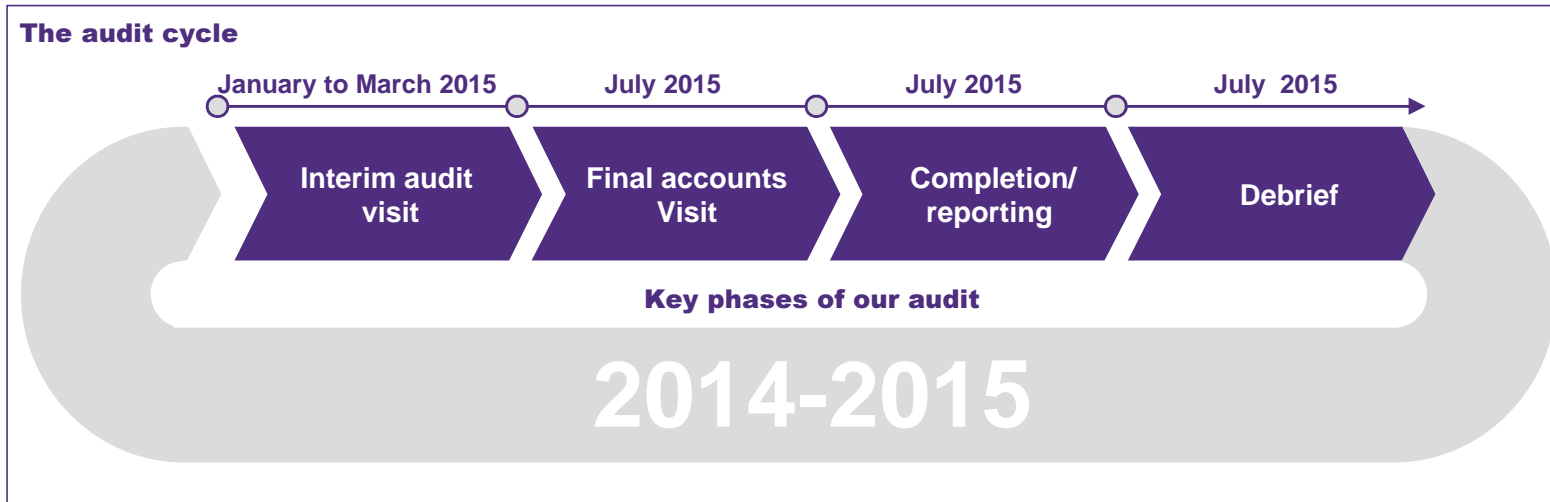 The audit cycle
January to March 2015
July 2015
July 2015
July 2015
Interim audit
visit
Final accounts
Visit
Completion/
reporting
Debrief
Key phases of our audit
2014-2015